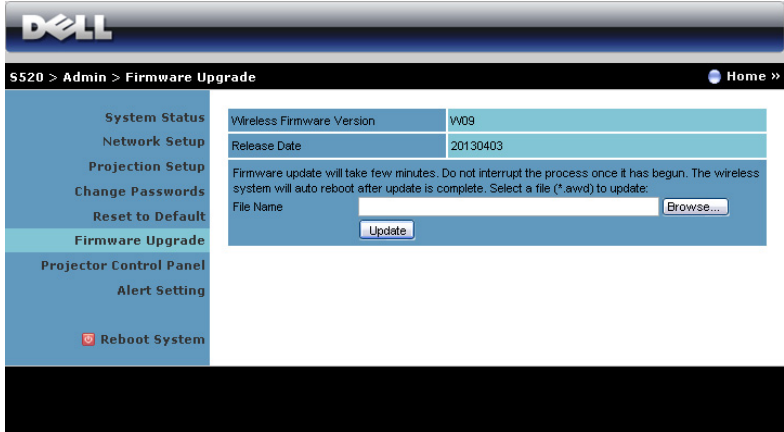 DELL
S520 > Admin > Firmware Upgrade
Home »
System Status
Network Setup
Projection Setup
Change Passwords
Reset to Default
Firmware Upgrade
Projector Control Panel
Alert Setting
Reboot System
Wireless Firmware Version W09
Release Date 20130403
Firmware update will take few minutes. Do not interrupt the process once it has begun. The wireless
system will auto reboot after update is complete. Select a file (*.awd) to update:
File Name Browse...
Update